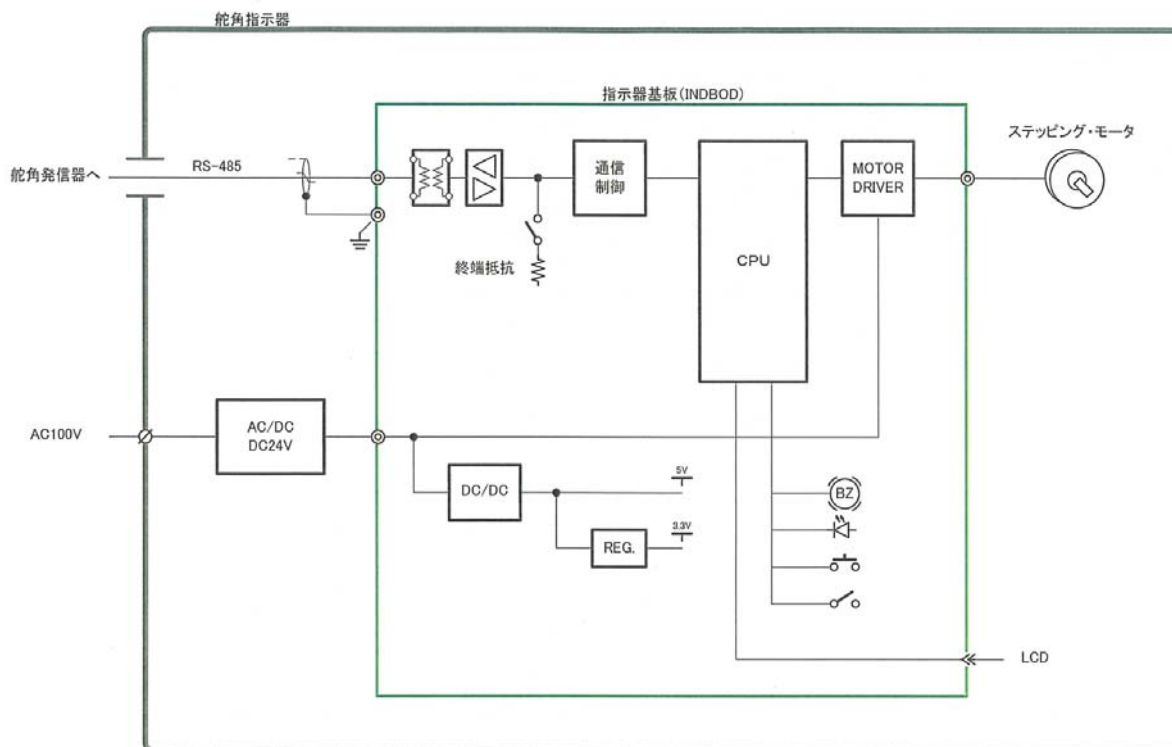 舵角指示器
指示器基板(INDBOD)
ステッピング・モータ
舵角発信器へ
RS-485
通信
制御
MOTOR
DRIVER
CPU
終端抵抗
AC100V
AC/DC
DC24V
DC/DC
5V
3.3V
REG.
BZ
LCD